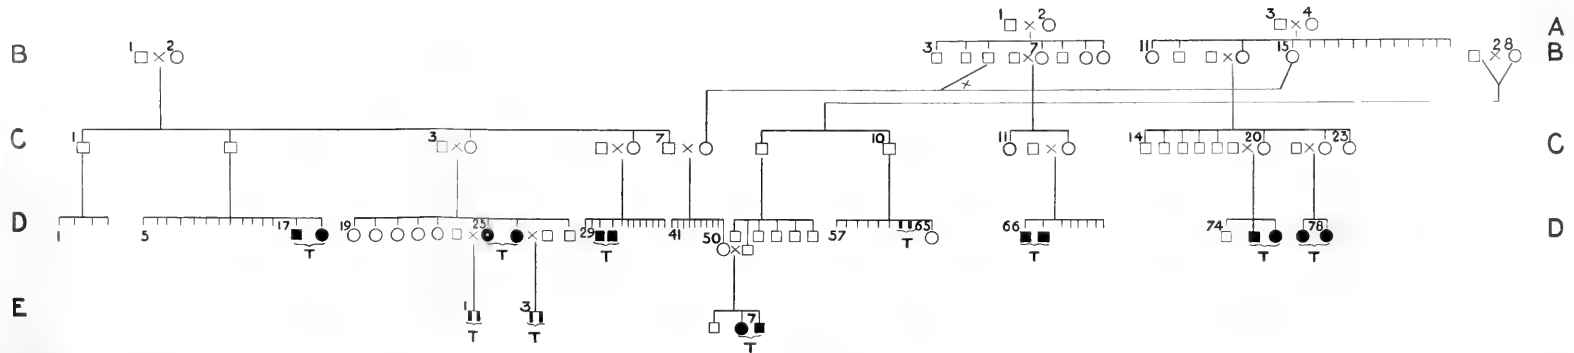 1 2 3 4 A
B 1 2 3 7 11 15 28 B
C 1 3 7 10 11 14 20 23 C
D 1 5 17 19 25 29 41 50 57 65 66 74 78 D
T T T T T T T
E 1 3 7
T T T